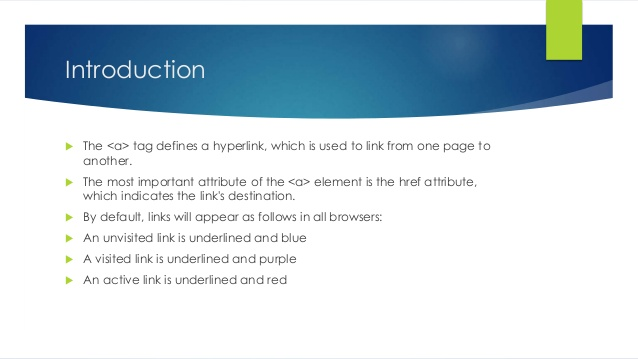 Introduction
The <a> tag defines a hyperlink, which is used to link from one page to
another.
The most important attribute of the <a> element is the href attribute,
which indicates the link's destination.
By default, links will appear as follows in all browsers:
An unvisited link is underlined and blue
A visited link is underlined and purple
An active link is underlined and red